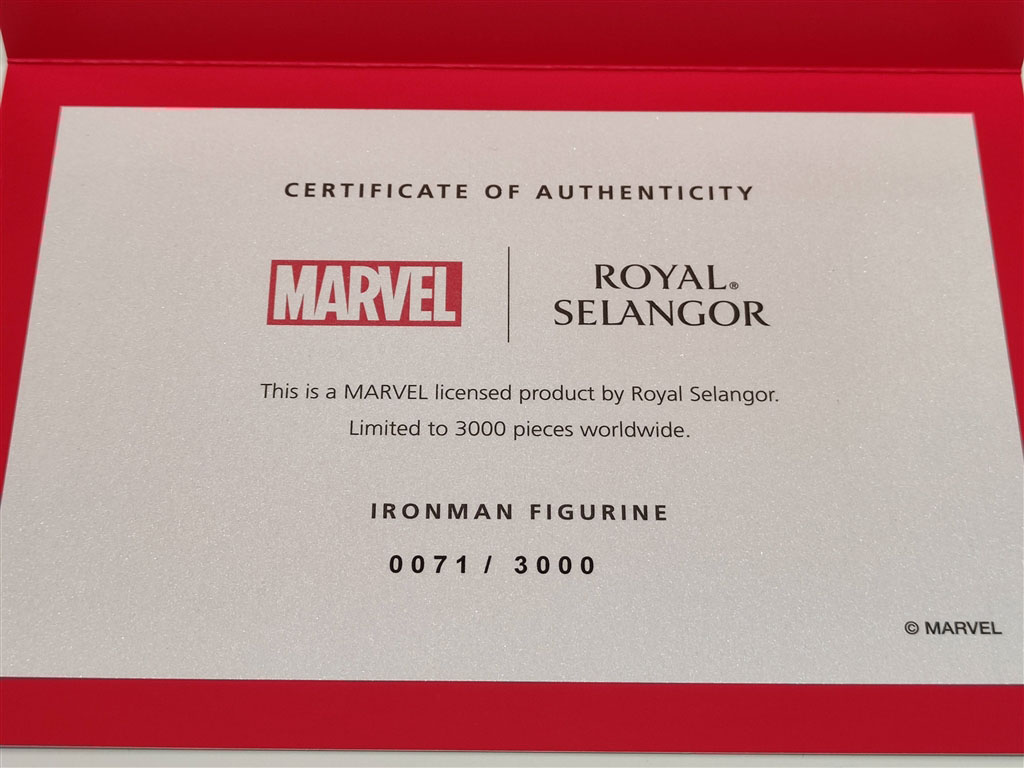 CERTIFICATE OF AUTHENTICITY
MARVEL
ROYAL®
SELANGOR
This is a MARVEL licensed product by Royal Selangor.
Limited to 3000 pieces worldwide.
IRONMAN FIGURINE
0071 / 3000
© MARVEL